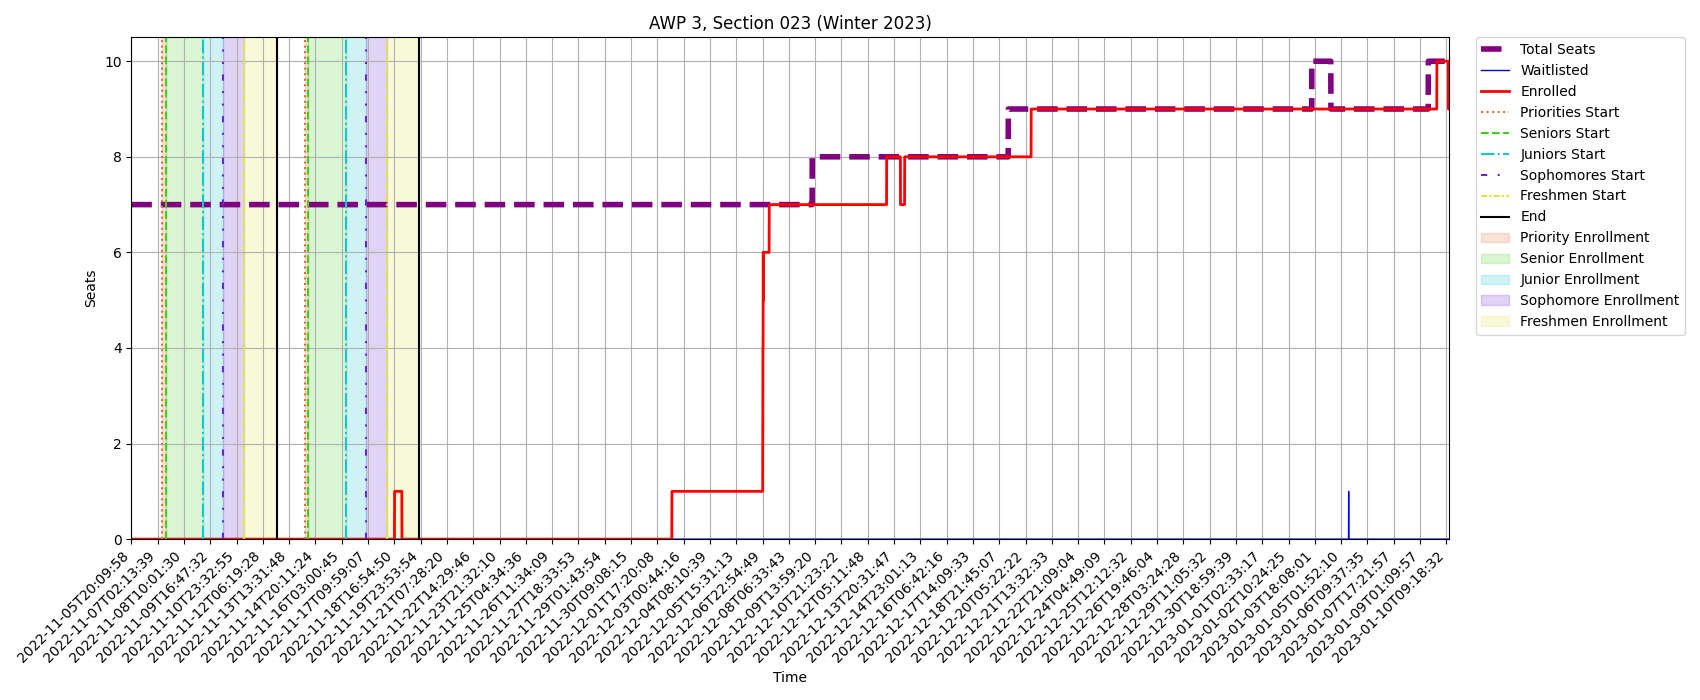 AWP 3, Section 023 (Winter 2023)
10
8
6
4
2
0
Seats
2022-11-05T20:09:58
2022-11-07T02:13:39
2022-11-08T10:01:30
2022-11-09T16:47:32
2022-11-10T23:32:55
2022-11-12T06:19:28
2022-11-13T13:31:48
2022-11-14T20:11:24
2022-11-16T03:00:45
2022-11-17T09:59:07
2022-11-18T16:54:50
2022-11-19T23:53:54
2022-11-21T07:28:20
2022-11-22T14:29:46
2022-11-23T21:32:10
2022-11-25T04:34:36
2022-11-26T11:34:09
2022-11-27T18:33:53
2022-11-29T01:43:54
2022-11-30T09:08:15
2022-12-01T17:20:08
2022-12-03T00:44:16
2022-12-04T08:10:39
2022-12-05T15:31:13
2022-12-06T22:54:49
2022-12-08T06:33:43
2022-12-09T13:59:20
2022-12-10T21:23:22
2022-12-12T05:11:48
2022-12-13T20:31:47
2022-12-14T23:01:13
2022-12-16T06:42:16
2022-12-17T14:09:33
2022-12-18T21:45:07
2022-12-20T05:22:22
2022-12-21T13:32:33
2022-12-22T21:09:04
2022-12-24T04:49:09
2022-12-25T12:12:32
2022-12-26T19:46:04
2022-12-28T03:24:28
2022-12-29T11:05:32
2022-12-30T18:59:39
2023-01-01T02:33:17
2023-01-02T10:24:25
2023-01-03T18:08:01
2023-01-05T01:52:10
2023-01-06T09:37:35
2023-01-07T17:21:57
2023-01-09T01:09:57
2023-01-10T09:18:32
Time
Total Seats
Waitlisted
Enrolled
Priorities Start
Seniors Start
Juniors Start
Sophomores Start
Freshmen Start
End
Priority Enrollment
Senior Enrollment
Junior Enrollment
Sophomore Enrollment
Freshmen Enrollment